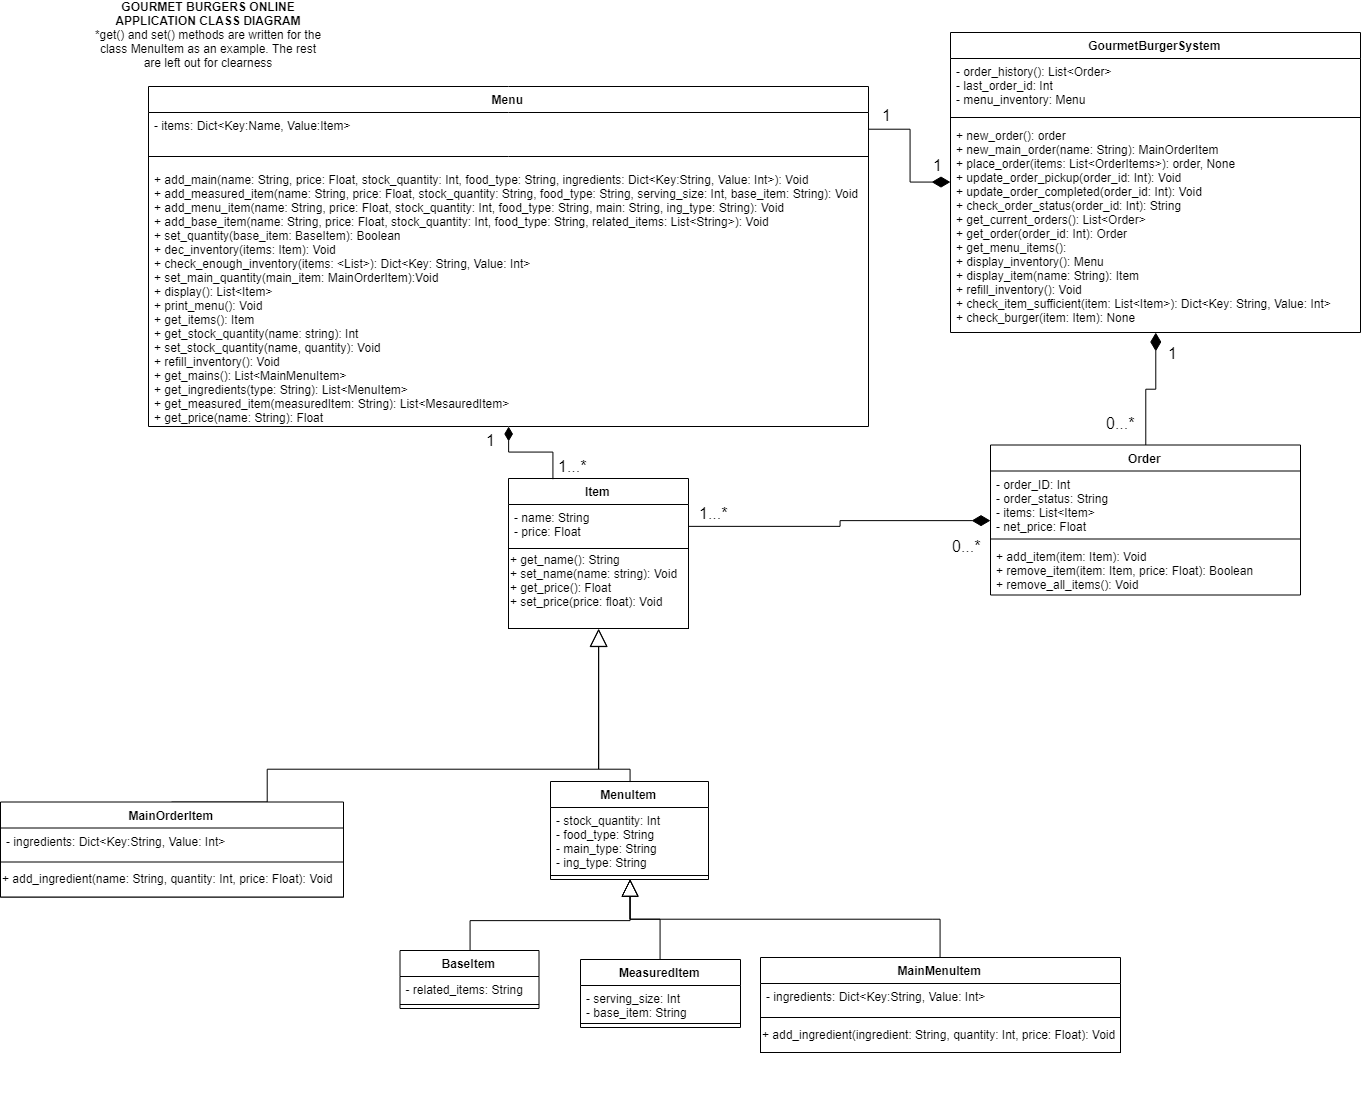 GOURMET BURGERS ONLINE
APPLICATION CLASS DIAGRAM
*get() and set() methods are written for the
class MenuItem as an example. The rest
are left out for clearness
GourmetBurgerSystem
- order_history(): List<Order>
- last_order_id: Int
- menu_inventory: Menu
+ new_order(): order
+ new_main_order(name: String): MainOrderItem
+ place_order(items: List<OrderItems>): order, None
+ update_order_pickup(order_id: Int): Void
+ update_order_completed(order_id: Int): Void
+ check_order_status(order_id: Int): String
+ get_current_orders(): List<Order>
+ get_order(order_id: Int): Order
+ get_menu_items():
+ display_inventory(): Menu
+ display_item(name: String): Item
+ refill_inventory(): Void
+ check_item_sufficient(item: List<Item>): Dict<Key: String, Value: Int>
+ check_burger(item: Item): None
Menu
- items: Dict<Key:Name, Value:Item>
+ add_main(name: String, price: Float, stock_quantity: Int, food_type: String, ingredients: Dict<Key:String, Value: Int>): Void
+ add_measured_item(name: String, price: Float, stock_quantity: String, food_type: String, serving_size: Int, base_item: String): Void
+ add_menu_item(name: String, price: Float, stock_quantity: Int, food_type: String, main: String, ing_type: String): Void
+ add_base_item(name: String, price: Float, stock_quantity: Int, food_type: String, related_items: List<String>): Void
+ set_quantity(base_item: BaseItem): Boolean
+ dec_inventory(items: Item): Void
+ check_enough_inventory(items: <List>): Dict<Key: String, Value: Int>
+ set_main_quantity(main_item: MainOrderItem):Void
+ display(): List<Item>
+ print_menu(): Void
+ get_items(): Item
+ get_stock_quantity(name: string): Int
+ set_stock_quantity(name, quantity): Void
+ refill_inventory(): Void
+ get_mains(): List<MainMenuItem>
+ get_ingredients(type: String): List<MenuItem>
+ get_measured_item(measuredItem: String): List<MesauredItem>
+ get_price(name: String): Float
1
1
1
0...*
1
1...*
Item
- name: String
- price: Float
+ get_name(): String
+ set_name(name: string): Void
+ get_price(): Float
+ set_price(price: float): Void
1...*
0...*
Order
- order_ID: Int
- order_status: String
- items: List<Item>
- net_price: Float
+ add_item(item: Item): Void
+ remove_item(item: Item, price: Float): Boolean
+ remove_all_items(): Void
MainOrderItem
- ingredients: Dict<Key:String, Value: Int>
+ add_ingredient(name: String, quantity: Int, price: Float): Void
MenuItem
- stock_quantity: Int
- food_type: String
- main_type: String
- ing_type: String
BaseItem
- related_items: String
MeasuredItem
- serving_size: Int
- base_item: String
MainMenuItem
- ingredients: Dict<Key:String, Value: Int>
+ add_ingredient(ingredient: String, quantity: Int, price: Float): Void